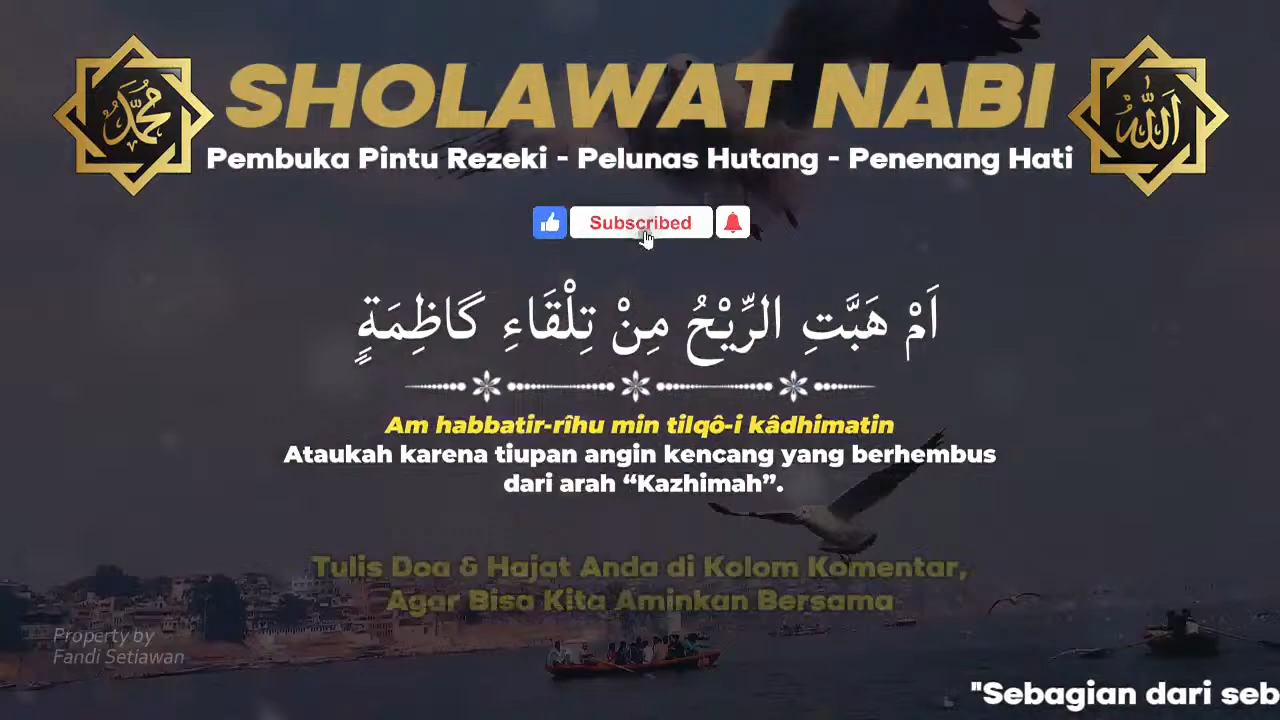 محمد
SHOLAWAT NABI
الله
Pembuka Pintu Rezeki - Pelunas Hutang - Penenang Hati
Subscribed
اَمْ هَبَّتِ الرِّيْحُ مِنْ تِلْقَاءِ كَاظِمَةٍ
Am habbatir-rîhu min tilqô-i kâdhimatin
Ataukah karena tiupan angin kencang yang berhembus
dari arah “Kazhimah”.
Tulis Doa & Hajat Anda di Kolom Komentar,
Agar Bisa Kita Aminkan Bersama
Property by
Fandi Setiawan
"Sebagian dari seb